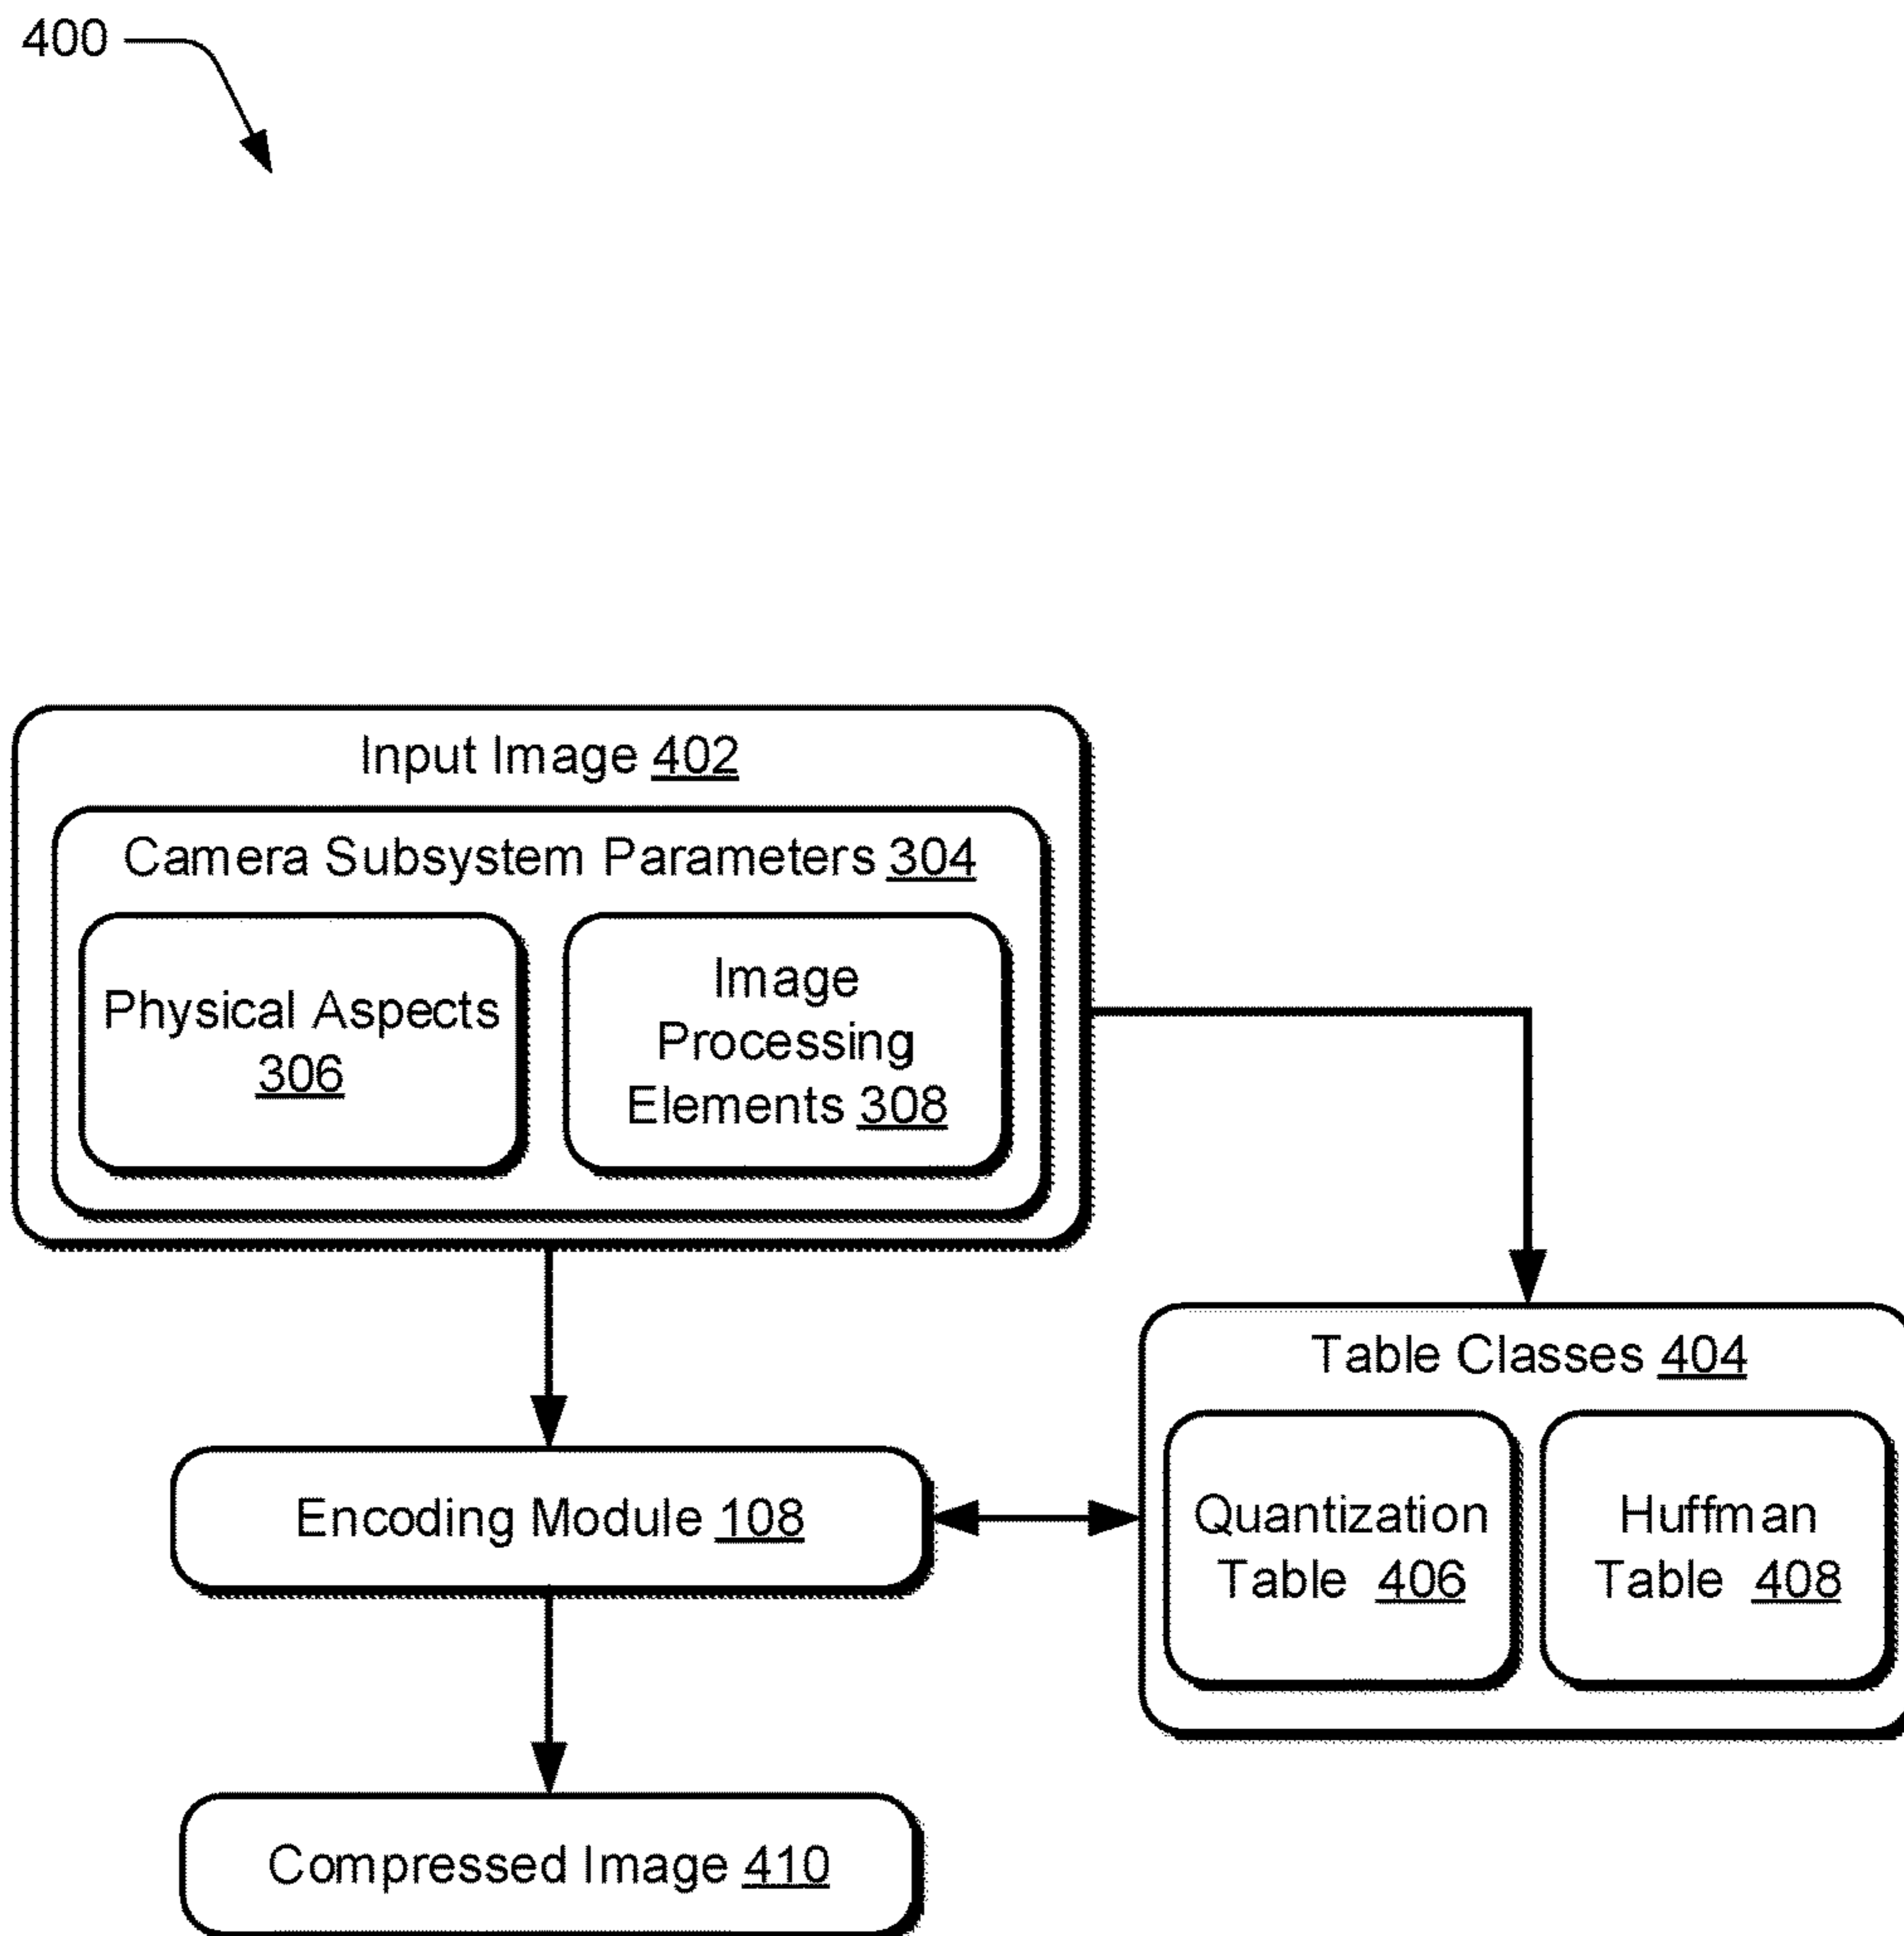 400
Input Image 402
Camera Subsystem Parameters 304
Physical Aspects
306
Image
Processing
Elements 308
Table Classes 404
Encoding Module 108
Quantization
Table 406
Huffman
Table 408
Compressed Image 410